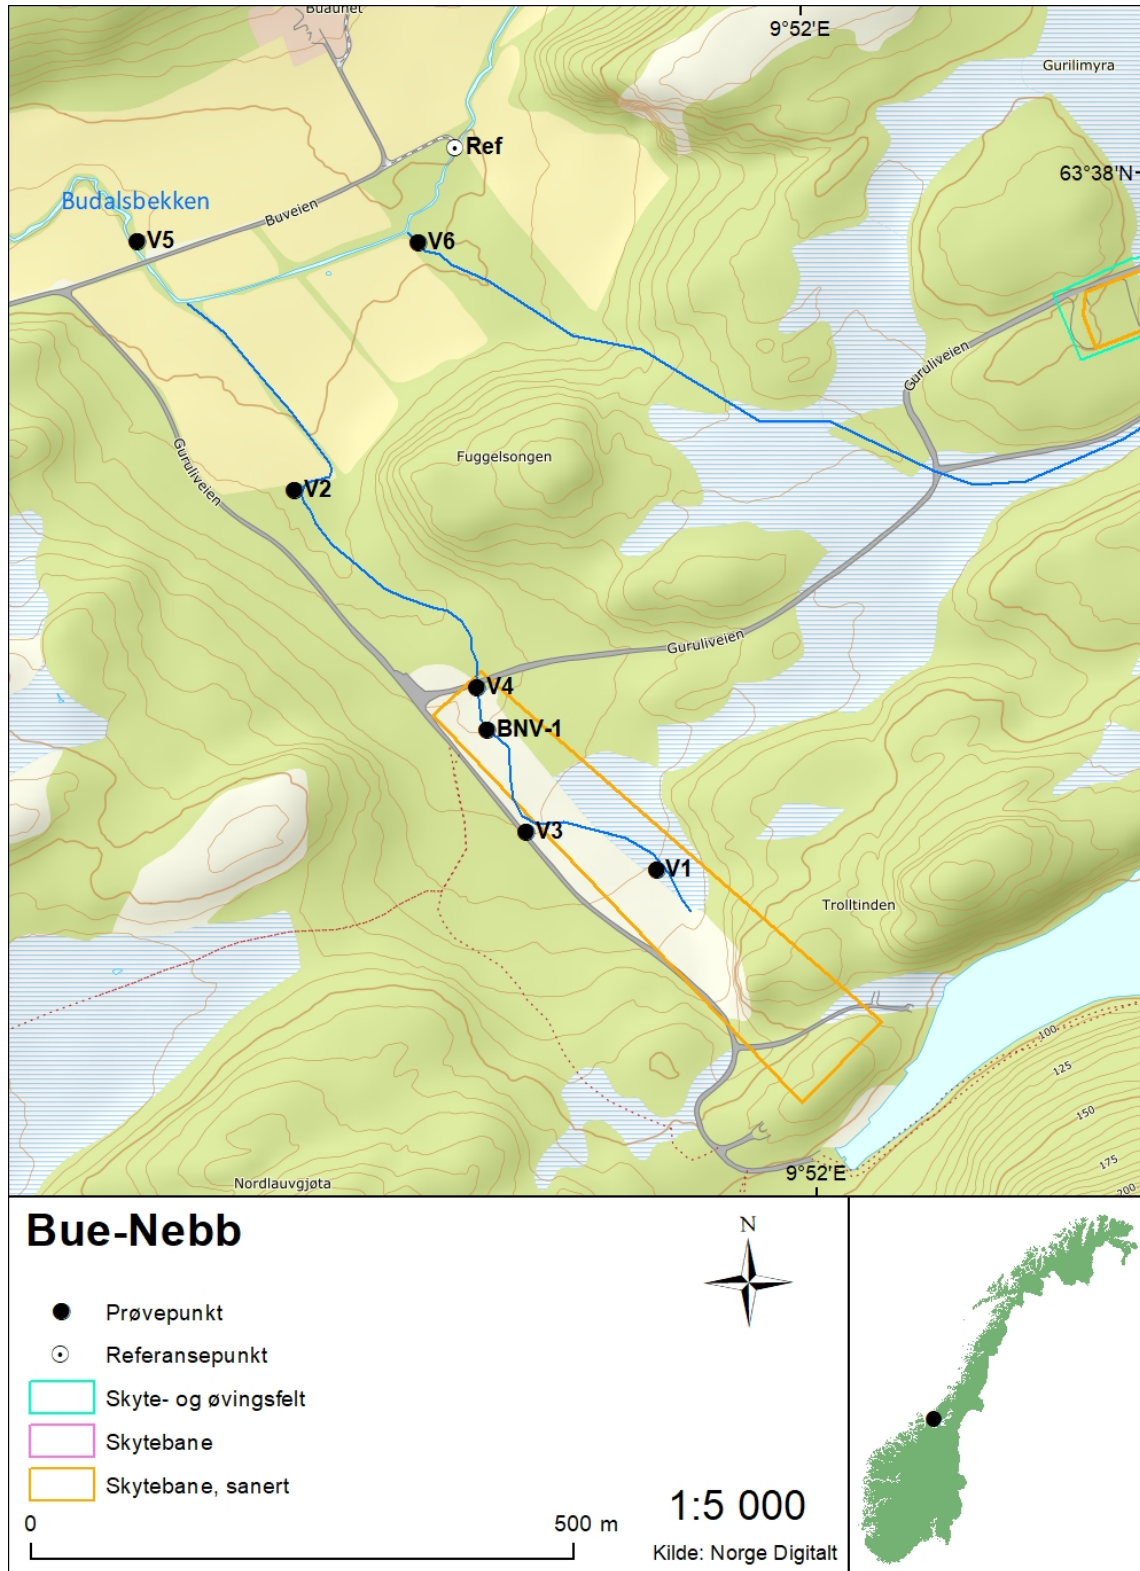 Buaunet
9°52'E
Gurilimyra
Ref
63°38'N
Budalsbekken
Buveien
V5
V6
Guruliveien
Guruliveien
Fuggelsongen
V2
Guruliveien
V4
BNV-1
V3
V1
Trolltinden
100
125
150
175
200
9°52'E
Nordlauvgjøta
Bue-Nebb
N
Prøvepunkt
Referansepunkt
Skyte- og øvingsfelt
Skytebane
Skytebane, sanert
0
500 m
1:5 000
Kilde: Norge Digitalt